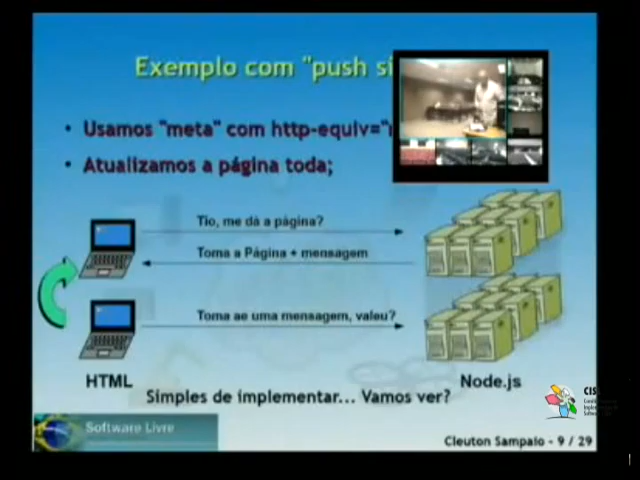 Exemplo com "push si
• Usamos "meta" com http-equiv="r
• Atualizamos a página toda;
Tio, me dá a página?
Toma a Página + mensagem
Toma ae uma mensagem, valeu?
HTML
Node.js
Simples de implementar... Vamos ver?
CIS
Software Livre
Cleuton Sampaio - 9 / 29